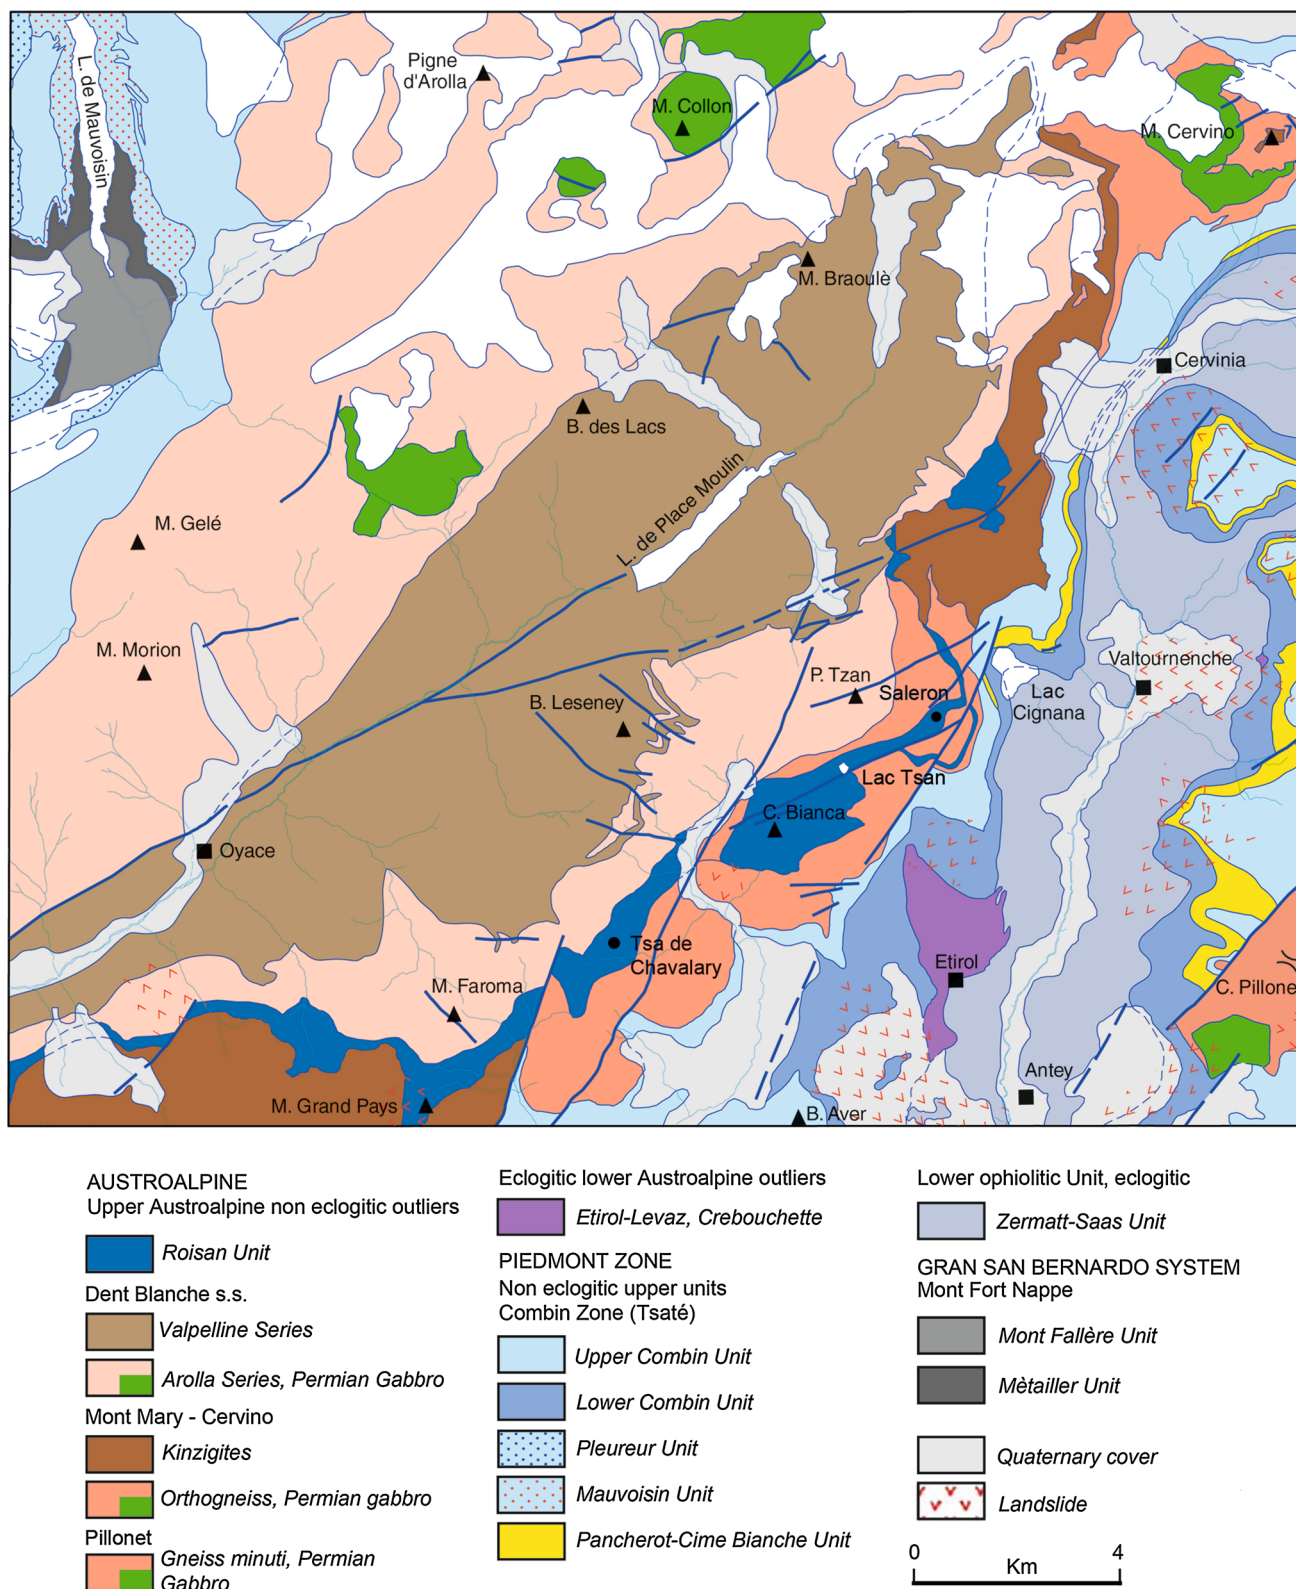 Pigne
d'Arolla
L. de Mauvoisin
M. Collon
M. Cervino
M. Braoulè
Cervinia
B. des Lacs
L. de Place Moulin
M. Gelé
M. Morion
P. Tzan
Saleron
Valtournenche
B. Leseney
Lac
Cignana
Lac Tsan
C. Bianca
Oyace
Tsa de
Chavalary
Etirol
M. Faroma
C. Pillone
Antey
M. Grand Pays
B. Aver
AUSTROALPINE
Upper Austroalpine non eclogitic outliers
Roisan Unit
Dent Blanche s.s.
Valpelline Series
Arolla Series, Permian Gabbro
Mont Mary - Cervino
Kinzigites
Orthogneiss, Permian gabbro
Pillonet
Gneiss minuti, Permian
Gabbro
Eclogitic lower Austroalpine outliers
Etirol-Levaz, Crebouchette
PIEDMONT ZONE
Non eclogitic upper units
Combin Zone (Tsaté)
Upper Combin Unit
Lower Combin Unit
Pleureur Unit
Mauvoisin Unit
Pancherot-Cime Bianche Unit
Lower ophiolitic Unit, eclogitic
Zermatt-Saas Unit
GRAN SAN BERNARDO SYSTEM
Mont Fort Nappe
Mont Fallère Unit
Mètailler Unit
Quaternary cover
Landslide
0 4
Km